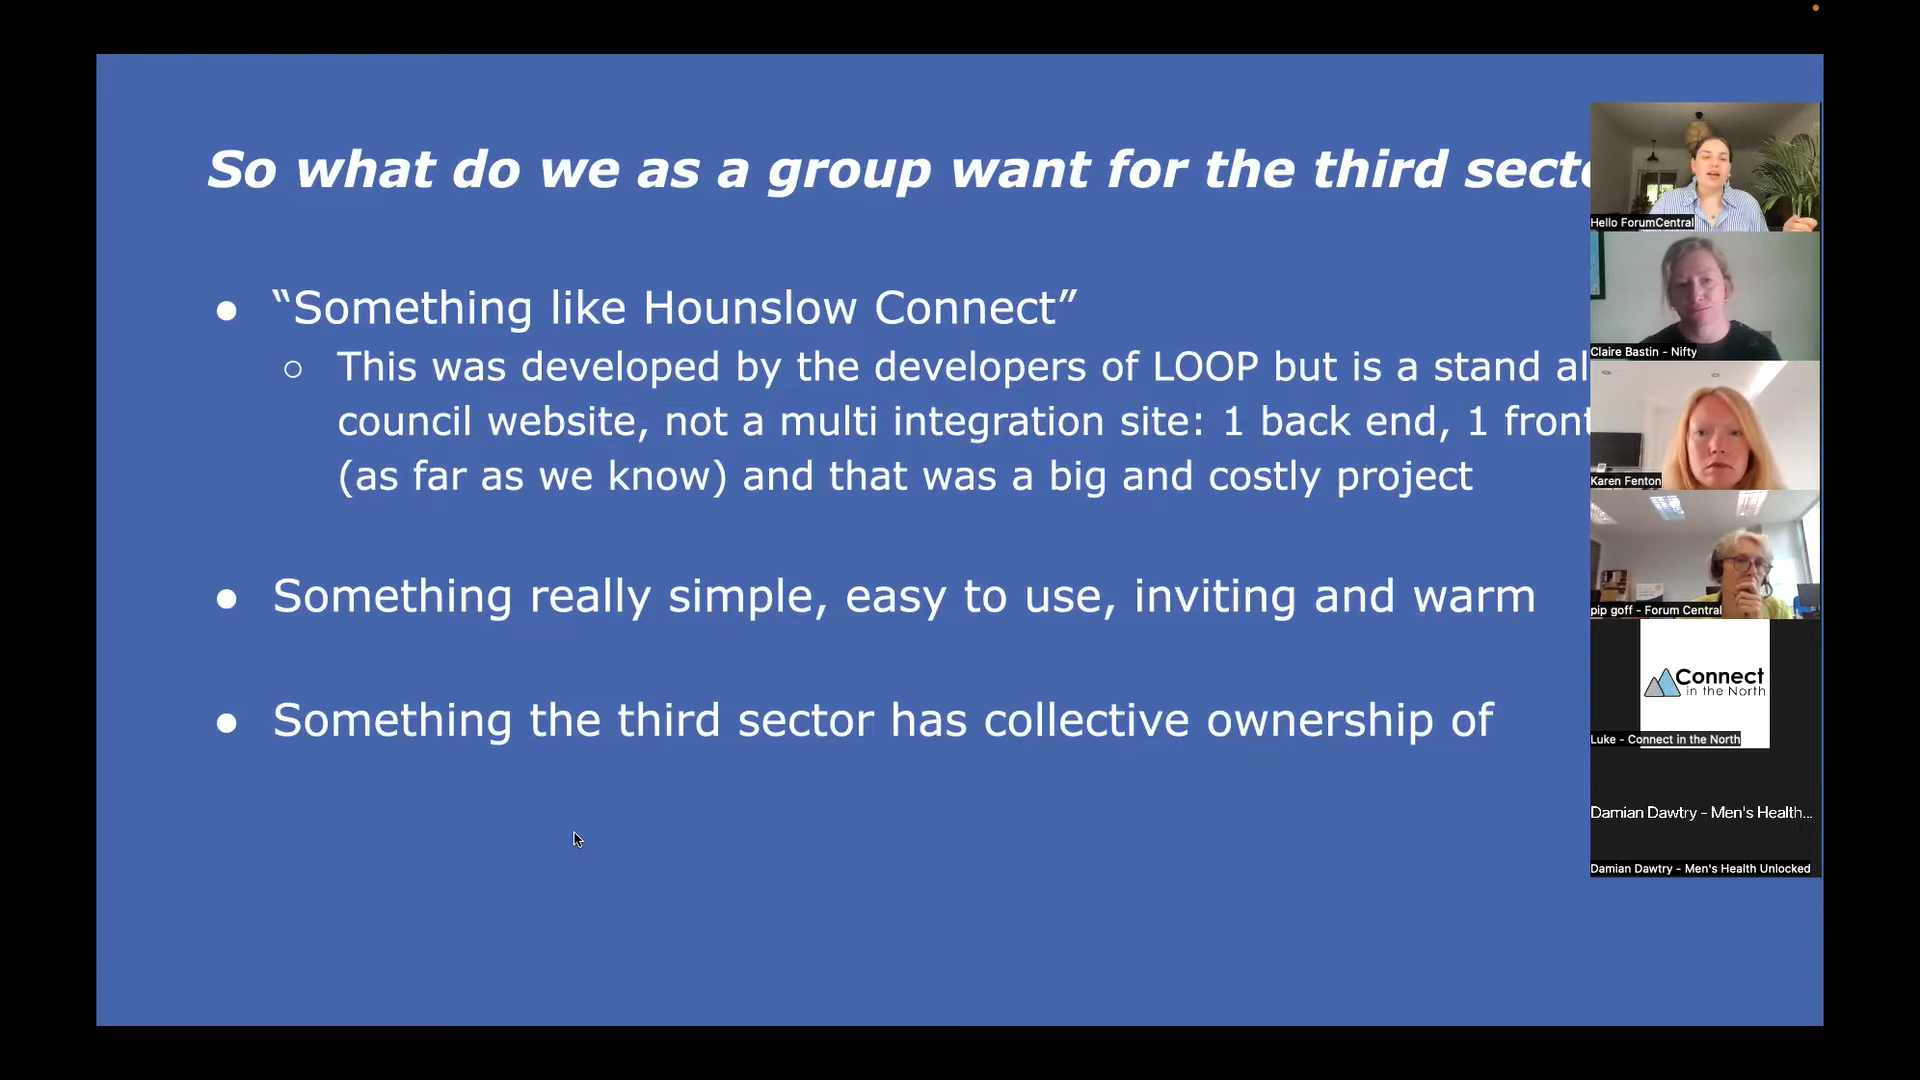 So what do we as a group want for the third secto
● “Something like Hounslow Connect”
○ This was developed by the developers of LOOP but is a stand al
council website, not a multi integration site: 1 back end, 1 front
(as far as we know) and that was a big and costly project
● Something really simple, easy to use, inviting and warm
● Something the third sector has collective ownership of
Hello ForumCentral
Claire Bastin - Nifty
Karen Fenton
pip goff - Forum Central
Connect
in the North
Luke - Connect in the North
Damian Dawtry - Men's Health...
Damian Dawtry - Men's Health Unlocked